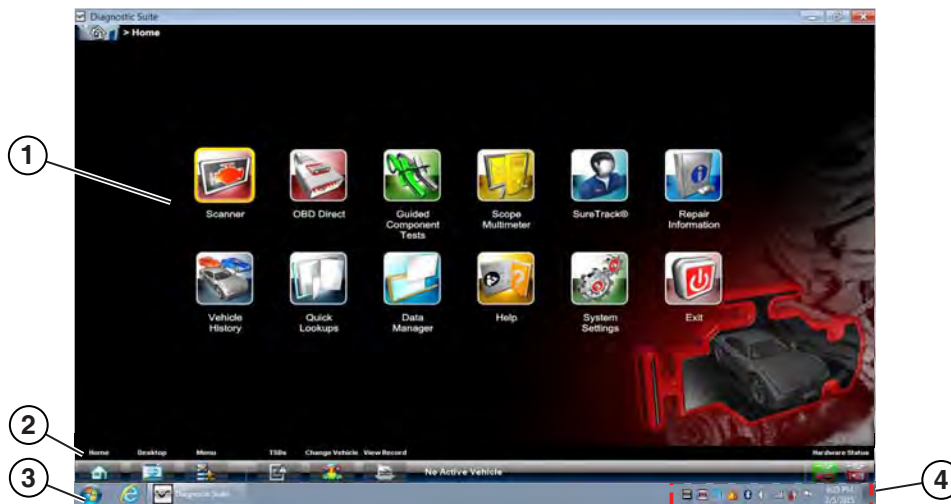 Diagnostic Suite
> Home
1
Scanner
OBD Direct
Guided Component Tests
Scope Multimeter
SureTrack®
Repair Information
Vehicle History
Quick Lookups
Data Manager
Help
System Settings
Exit
2
Home Desktop Menu TSBs Change Vehicle View Record Hardware Status
No Active Vehicle
3
Diagnostic Suite
4